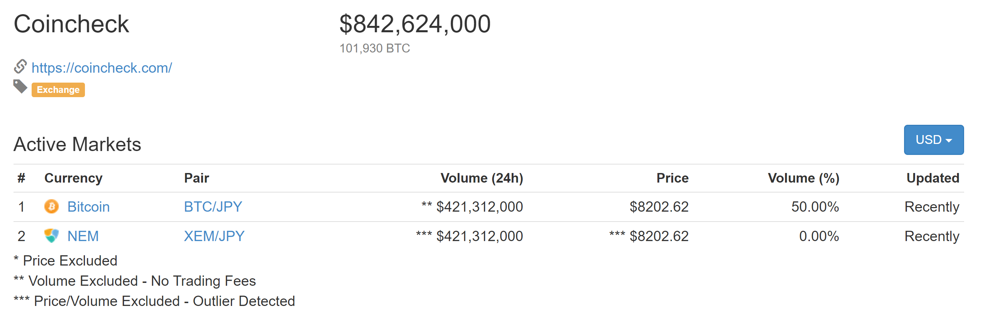 Coincheck
$842,624,000
101,930 BTC
https://coincheck.com/
Exchange
Active Markets
USD
# Currency Pair Volume (24h) Price Volume (%) Updated
1 Bitcoin BTC/JPY ** $421,312,000 $8202.62 50.00% Recently
2 NEM XEM/JPY *** $421,312,000 *** $8202.62 0.00% Recently
* Price Excluded
** Volume Excluded - No Trading Fees
*** Price/Volume Excluded - Outlier Detected